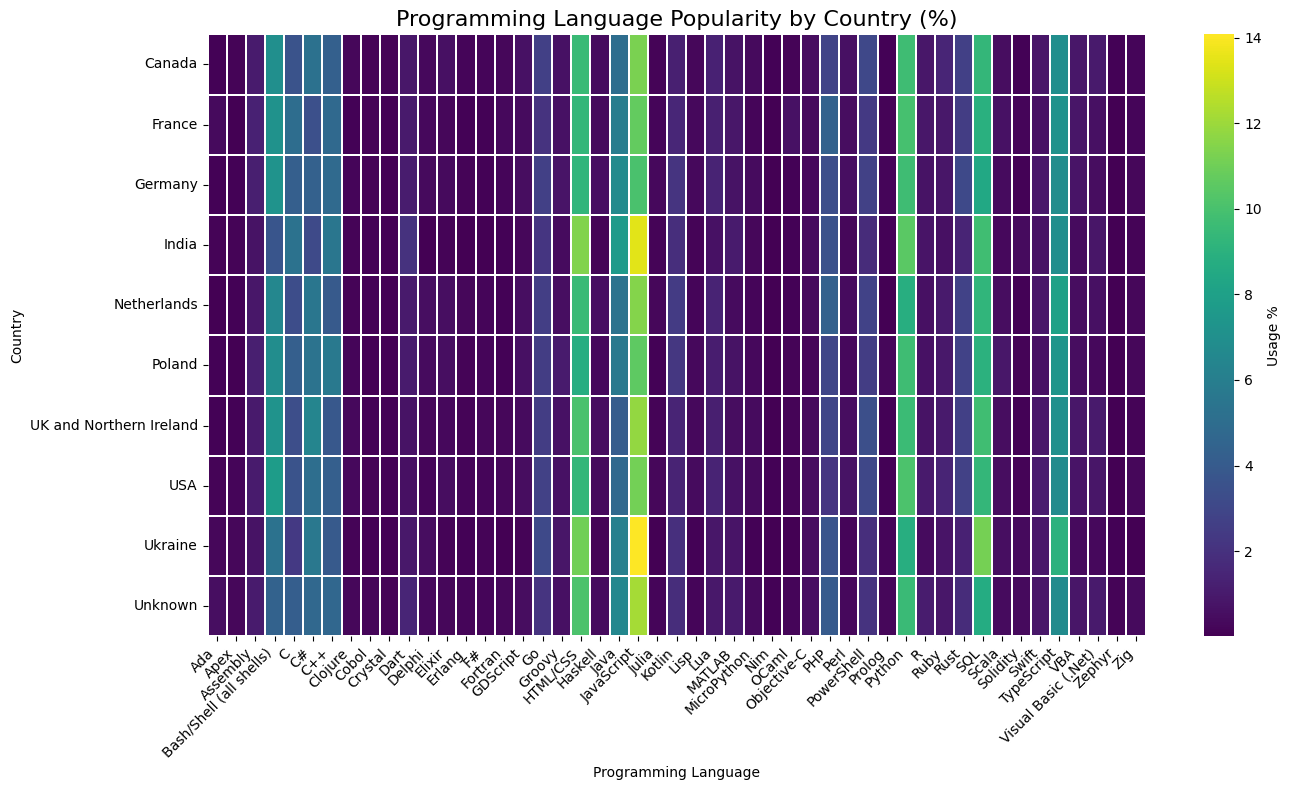 Programming Language Popularity by Country (%)
Country
Canada
France
Germany
India
Netherlands
Poland
UK and Northern Ireland
USA
Ukraine
Unknown
Ada
Apex
Assembly
Bash/Shell (all shells)
C
C#
C++
Clojure
Cobol
Crystal
Dart
Delphi
Elixir
Erlang
F#
Fortran
GDScript
Go
Groovy
HTML/CSS
Haskell
Java
JavaScript
Julia
Kotlin
Lisp
Lua
MATLAB
MicroPython
Nim
OCaml
Objective-C
PHP
Perl
PowerShell
Prolog
Python
R
Ruby
Rust
SQL
Scala
Solidity
Swift
TypeScript
VBA
Visual Basic (.Net)
Zephyr
Zig
Programming Language
14
12
10
8
6
4
2
Usage %